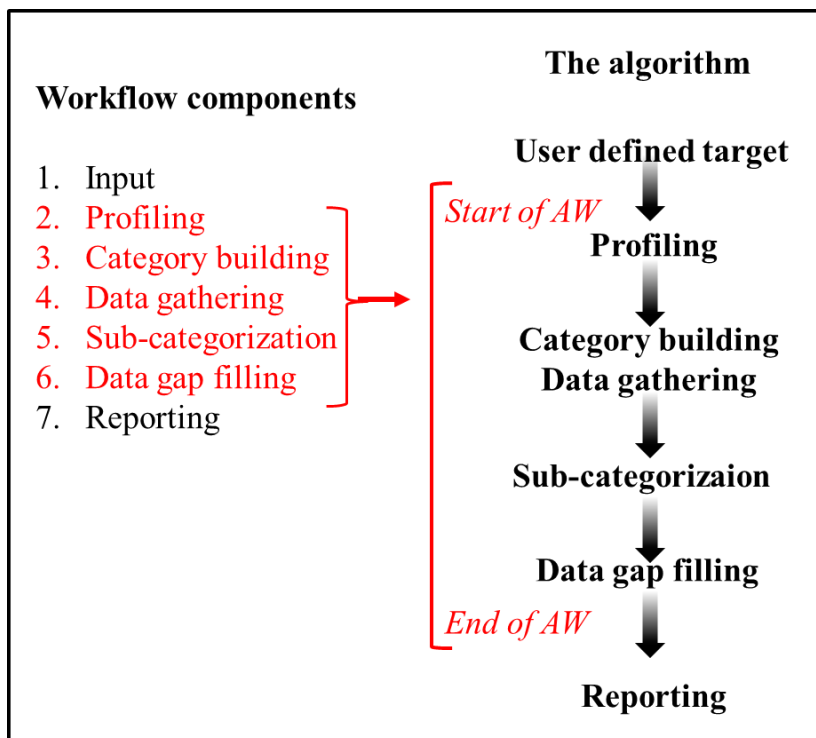 Workflow components
1. Input
2. Profiling
3. Category building
4. Data gathering
5. Sub-categorization
6. Data gap filling
7. Reporting
The algorithm
User defined target
Start of AW
Profiling
Category building
Data gathering
Sub-categorizaion
Data gap filling
End of AW
Reporting